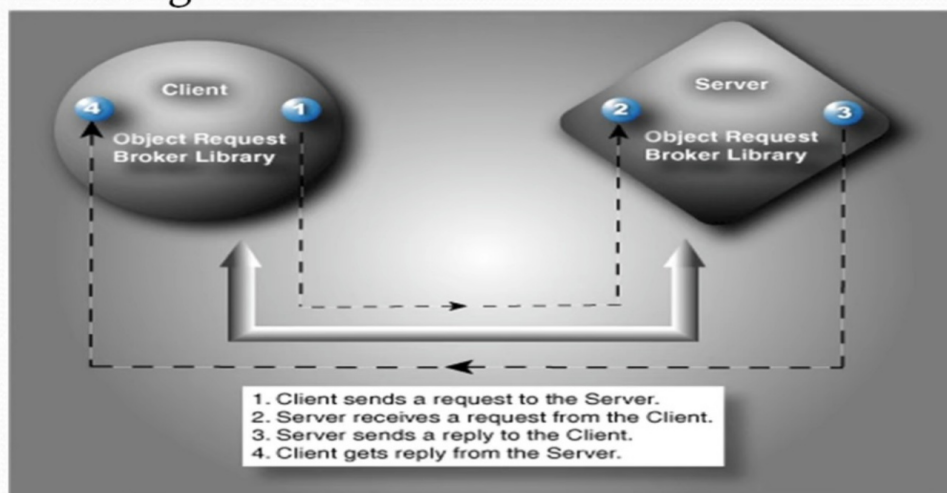 Client
4
1
Object Request
Broker Library
Server
2
3
Object Request
Broker Library
1. Client sends a request to the Server.
2. Server receives a request from the Client.
3. Server sends a reply to the Client.
4. Client gets reply from the Server.